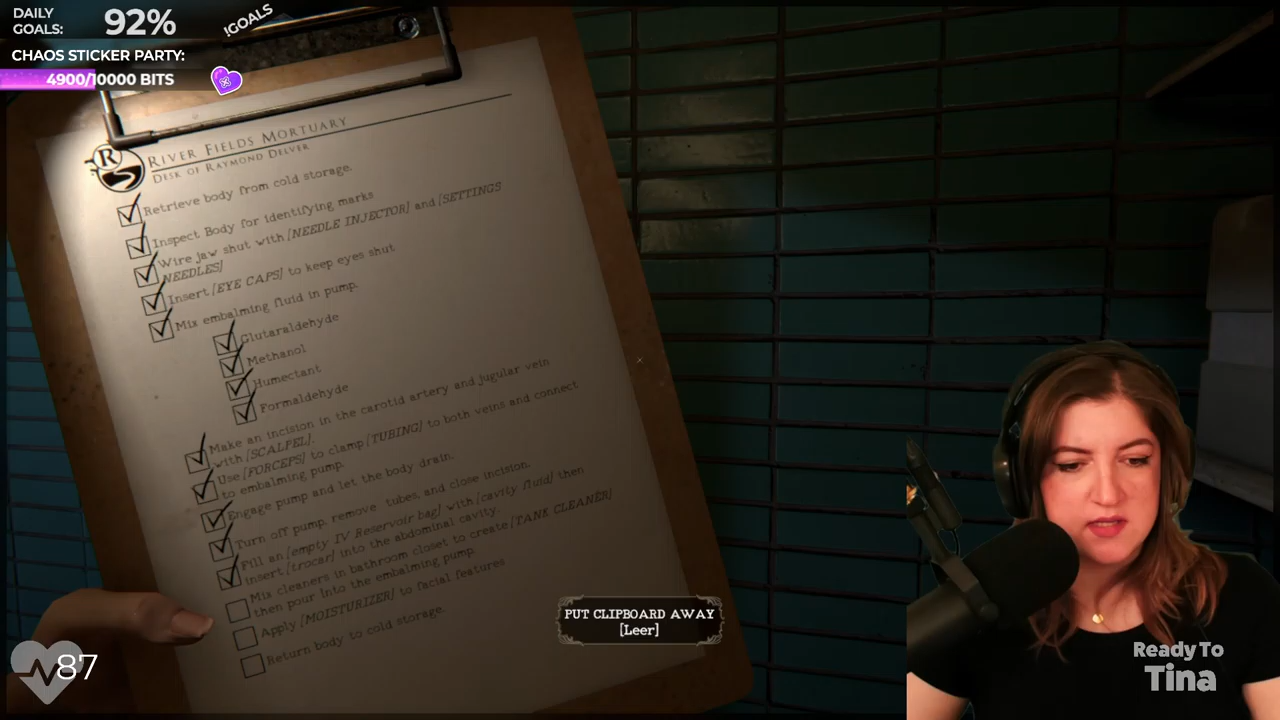 DAILY GOALS: 92% !GOALS
CHAOS STICKER PARTY:
4900/10000 BITS
R
RIVER FIELDS MORTUARY
DESK OF RAYMOND DELVER
Retrieve body from cold storage.
Inspect Body for identifying marks
Wire jaw shut with [NEEDLE INJECTOR] and [SETTINGS
NEEDLES]
Insert [EYE CAPS] to keep eyes shut
Mix embalming fluid in pump.
Glutaraldehyde
Methanol
Humectant
Formaldehyde
Make an incision in the carotid artery and jugular vein
with [SCALPEL].
Use [FORCEPS] to clamp [TUBING] to both veins and connect
to embalming pump.
Engage pump and let the body drain.
Turn off pump, remove tubes, and close incision.
Fill an [empty IV Reservoir bag] with [cavity fluid] then
insert [trocar] into the abdominal cavity.
Mix cleaners in bathroom closet to create [TANK CLEANER]
then pour into the embalming pump.
Apply [MOISTURIZER] to facial features
Return body to cold storage.
PUT CLIPBOARD AWAY
[Leer]
87
Ready To
Tina